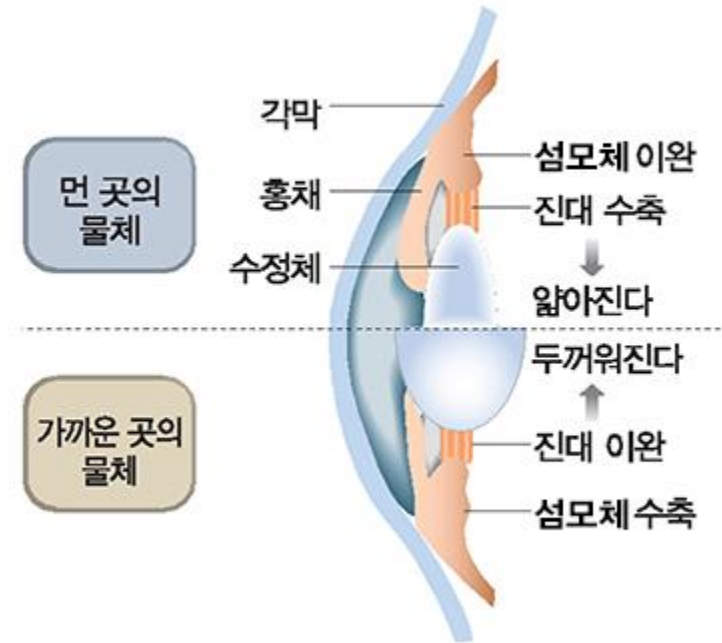 각막
섬모체 이완
먼 곳의
물체
홍채
진대 수축
수정체
얇아진다
두꺼워진다
가까운 곳의
물체
진대 이완
섬모체 수축